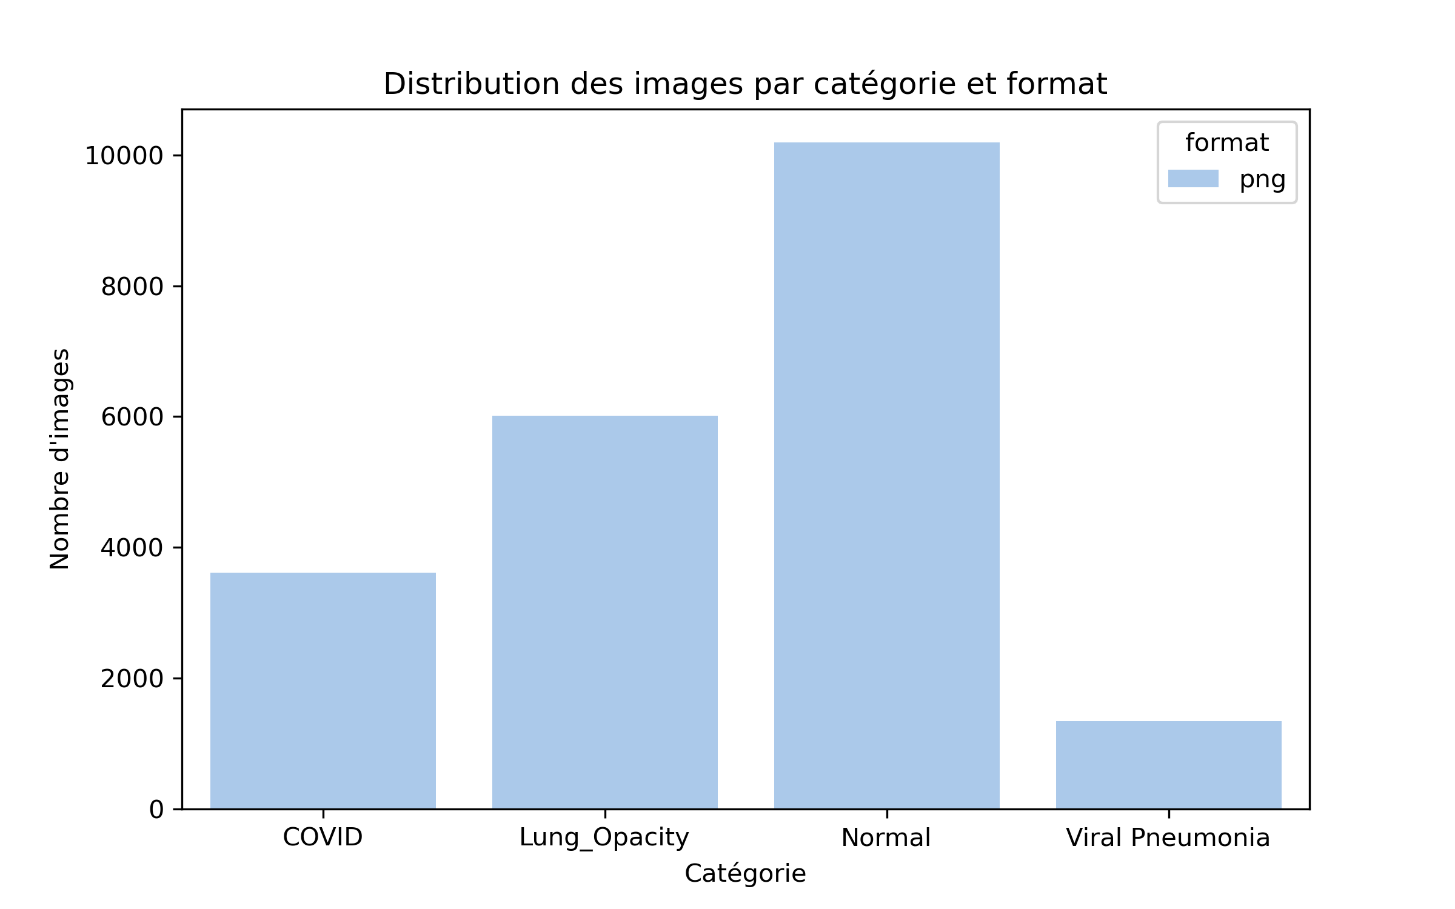 Distribution des images par catégorie et format
format
png
10000
8000
6000
4000
2000
0
Nombre d'images
COVID
Lung_Opacity
Normal
Viral Pneumonia
Catégorie